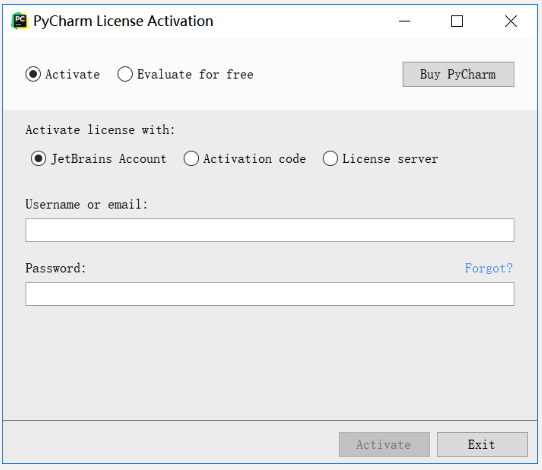 PyCharm License Activation
Activate Evaluate for free Buy PyCharm
Activate license with:
JetBrains Account Activation code License server
Username or email:
Password: Forgot?
Activate Exit